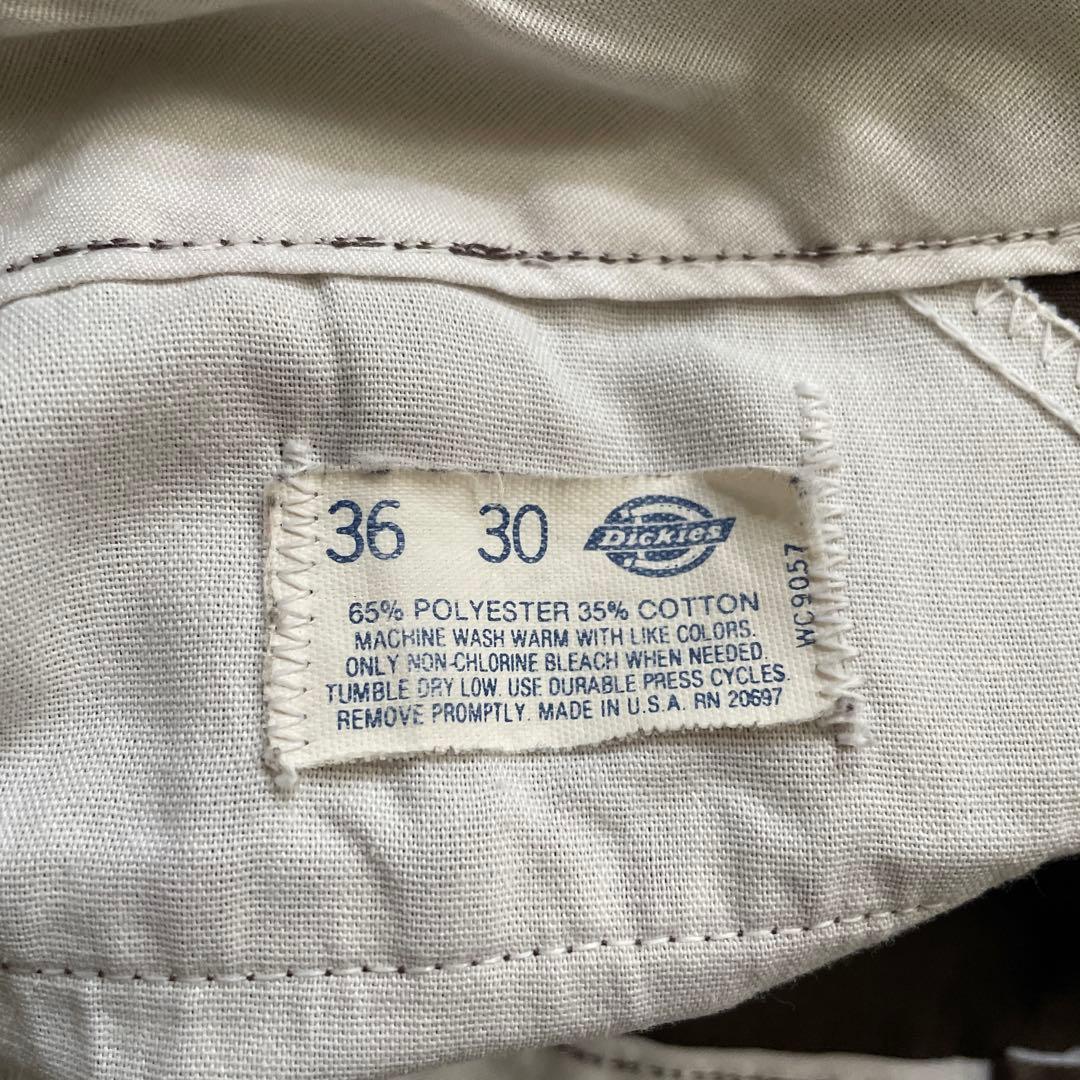 36 30 Dickies
65% POLYESTER 35% COTTON
MACHINE WASH WARM WITH LIKE COLORS.
ONLY NON-CHLORINE BLEACH WHEN NEEDED.
TUMBLE DRY LOW. USE DURABLE PRESS CYCLES.
REMOVE PROMPTLY. MADE IN U.S.A. RN 20697
WC9057